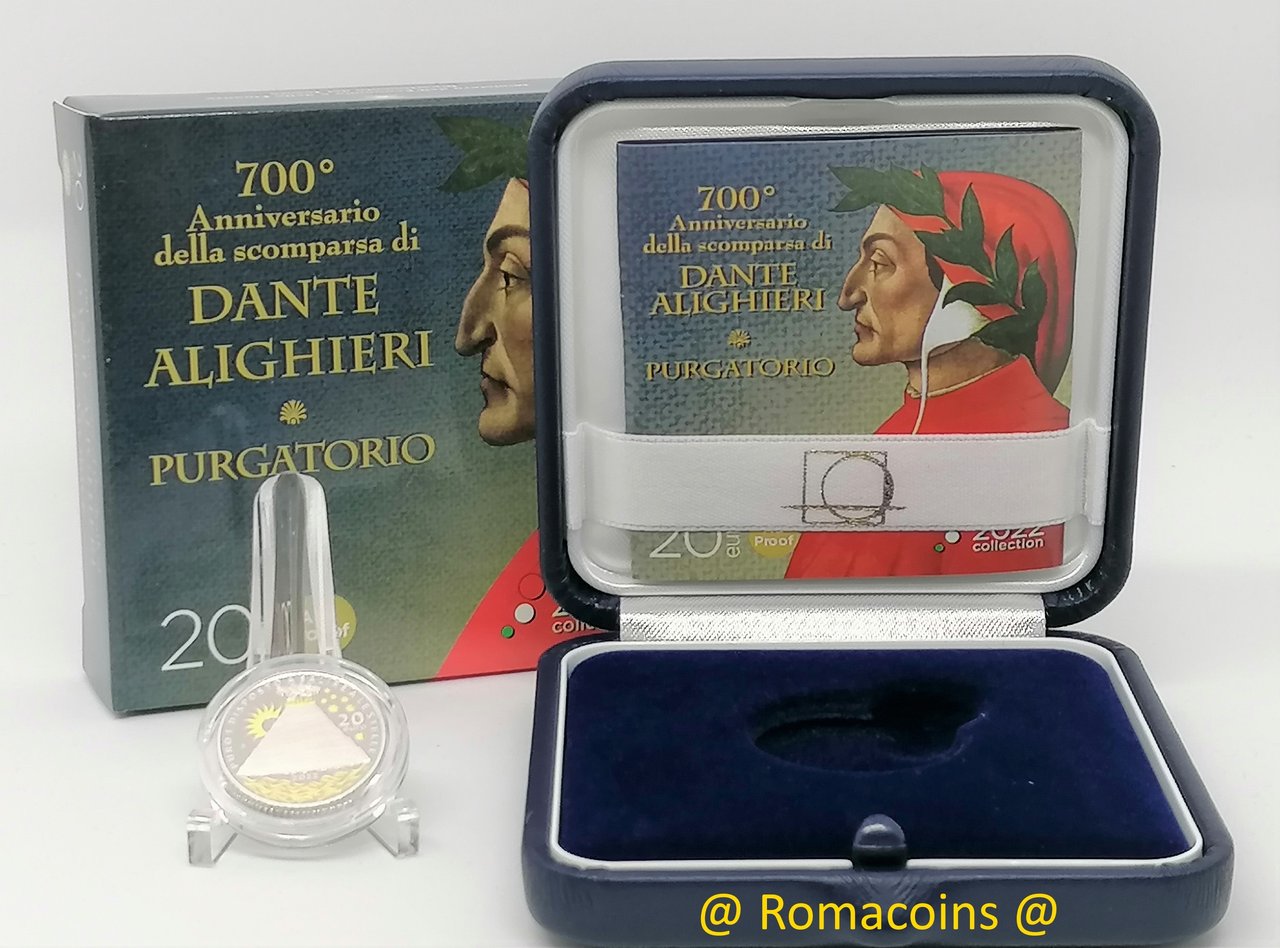 700°
Anniversario
della scomparsa di
DANTE
ALIGHIERI
PURGATORIO
20
700°
Anniversario
della scomparsa di
DANTE
ALIGHIERI
PURGATORIO
20
Proof
2022
collection
20
@ Romacoins @